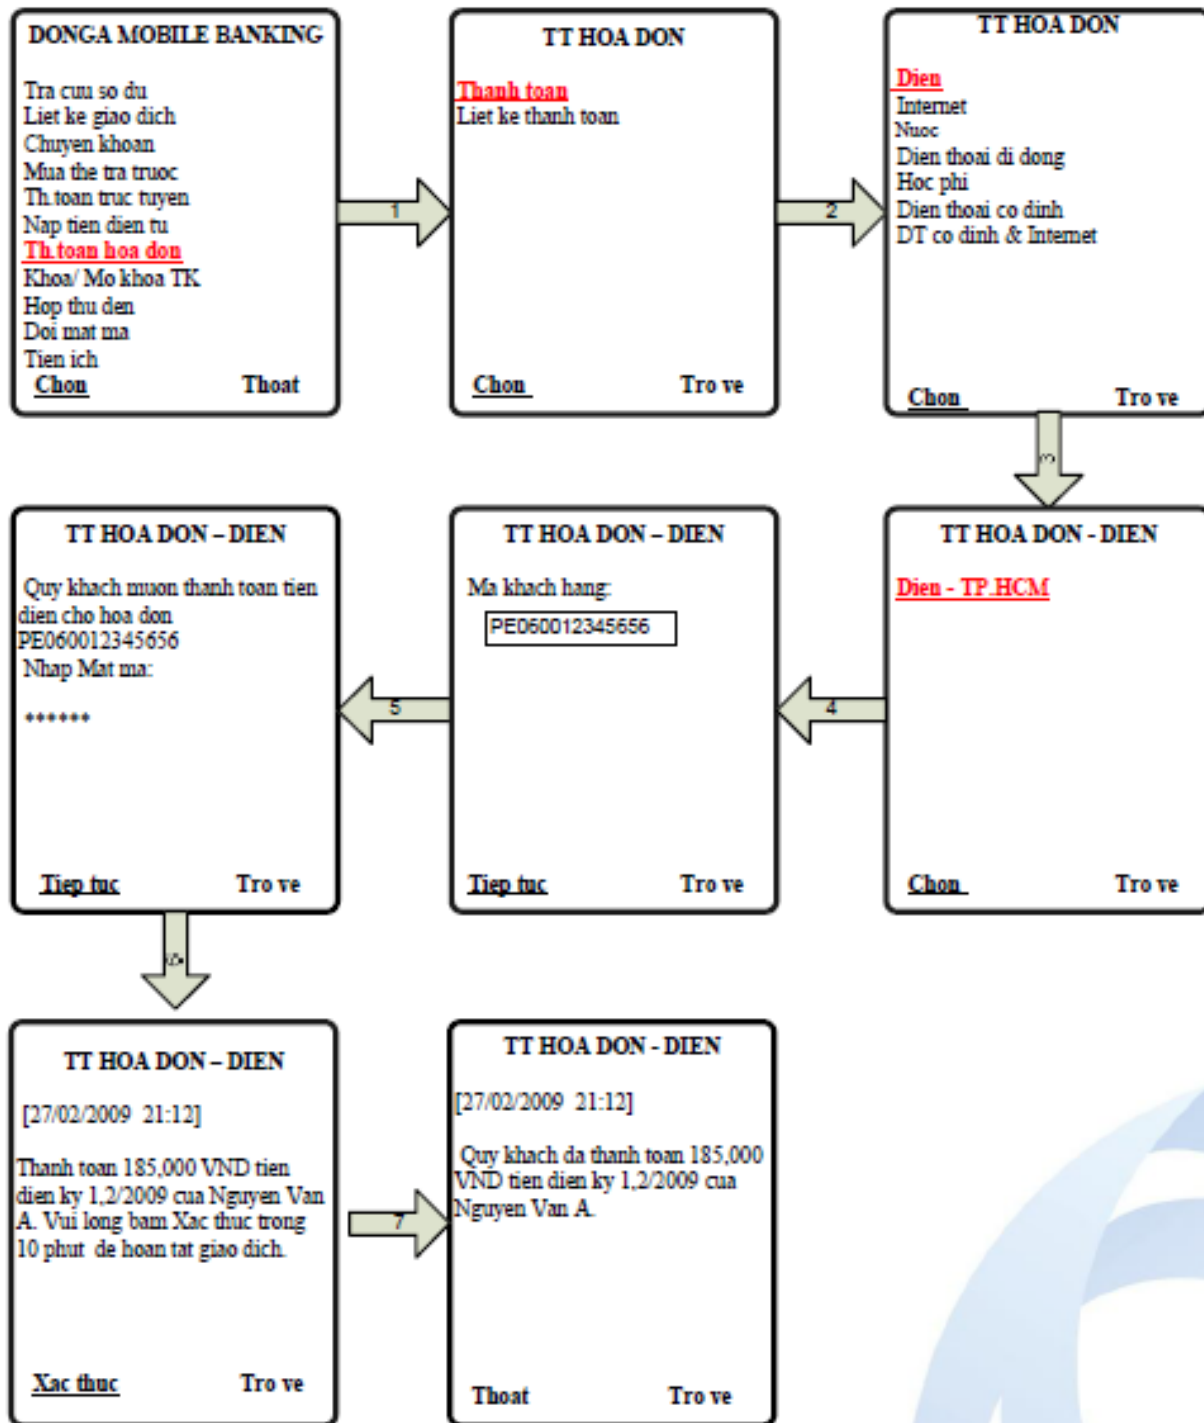 DONGA MOBILE BANKING
Tra cuu so du
Liet ke giao dich
Chuyen khoan
Mua the tra truoc
Th.toan truc tuyen
Nap tien dien tu
Th.toan hoa don
Khoa/ Mo khoa TK
Hop thu den
Doi mat ma
Tien ich
Chon Thoat
1
TT HOA DON
Thanh toan
Liet ke thanh toan
Chon Tro ve
2
TT HOA DON
Dien
Internet
Nuoc
Dien thoai di dong
Hoc phi
Dien thoai co dinh
DT co dinh & Internet
Chon Tro ve
3
TT HOA DON - DIEN
Dien - TP.HCM
Chon Tro ve
4
TT HOA DON – DIEN
Ma khach hang:
PE060012345656
Tiep tuc Tro ve
5
TT HOA DON – DIEN
Quy khach muon thanh toan tien
dien cho hoa don
PE060012345656
Nhap Mat ma:
******
Tiep tuc Tro ve
6
TT HOA DON – DIEN
[27/02/2009 21:12]
Thanh toan 185,000 VND tien
dien ky 1,2/2009 cua Nguyen Van
A. Vui long bam Xac thuc trong
10 phut de hoan tat giao dich.
Xac thuc Tro ve
7
TT HOA DON - DIEN
[27/02/2009 21:12]
Quy khach da thanh toan 185,000
VND tien dien ky 1,2/2009 cua
Nguyen Van A.
Thoat Tro ve